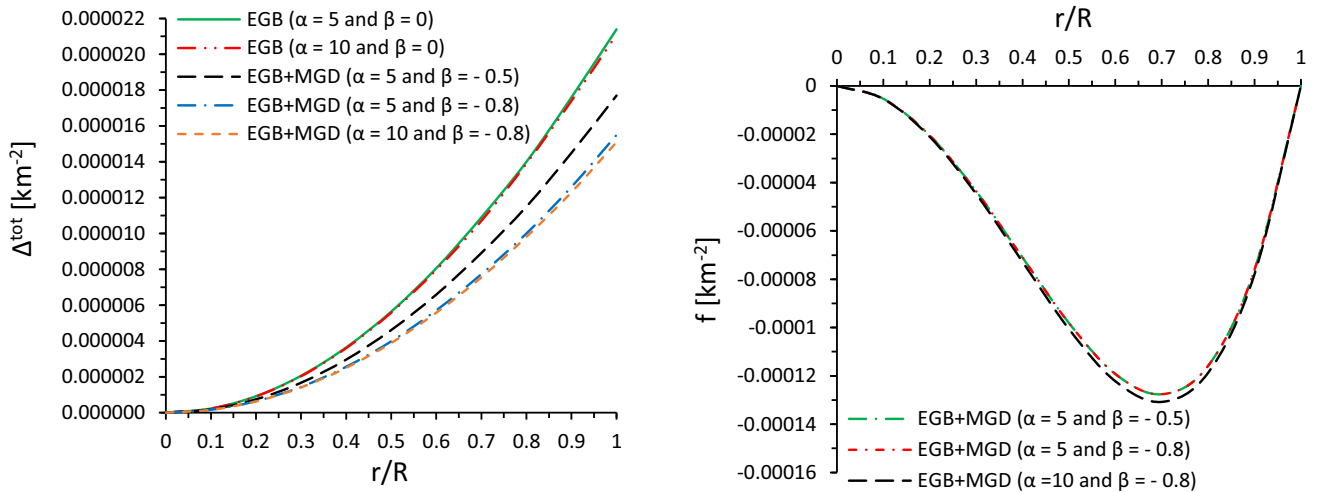 0.000022
0.000020
0.000018
0.000016
0.000014
0.000012
0.000010
0.000008
0.000006
0.000004
0.000002
0.000000
Δ^tot [km^-2]
EGB (α = 5 and β = 0)
EGB (α = 10 and β = 0)
EGB+MGD (α = 5 and β = - 0.5)
EGB+MGD (α = 5 and β = - 0.8)
EGB+MGD (α = 10 and β = - 0.8)
0 0.1 0.2 0.3 0.4 0.5 0.6 0.7 0.8 0.9 1
r/R
r/R
0 0.1 0.2 0.3 0.4 0.5 0.6 0.7 0.8 0.9 1
0
-0.00002
-0.00004
-0.00006
-0.00008
-0.0001
-0.00012
-0.00014
-0.00016
f [km^-2]
EGB+MGD (α = 5 and β = - 0.5)
EGB+MGD (α = 5 and β = - 0.8)
EGB+MGD (α =10 and β = - 0.8)